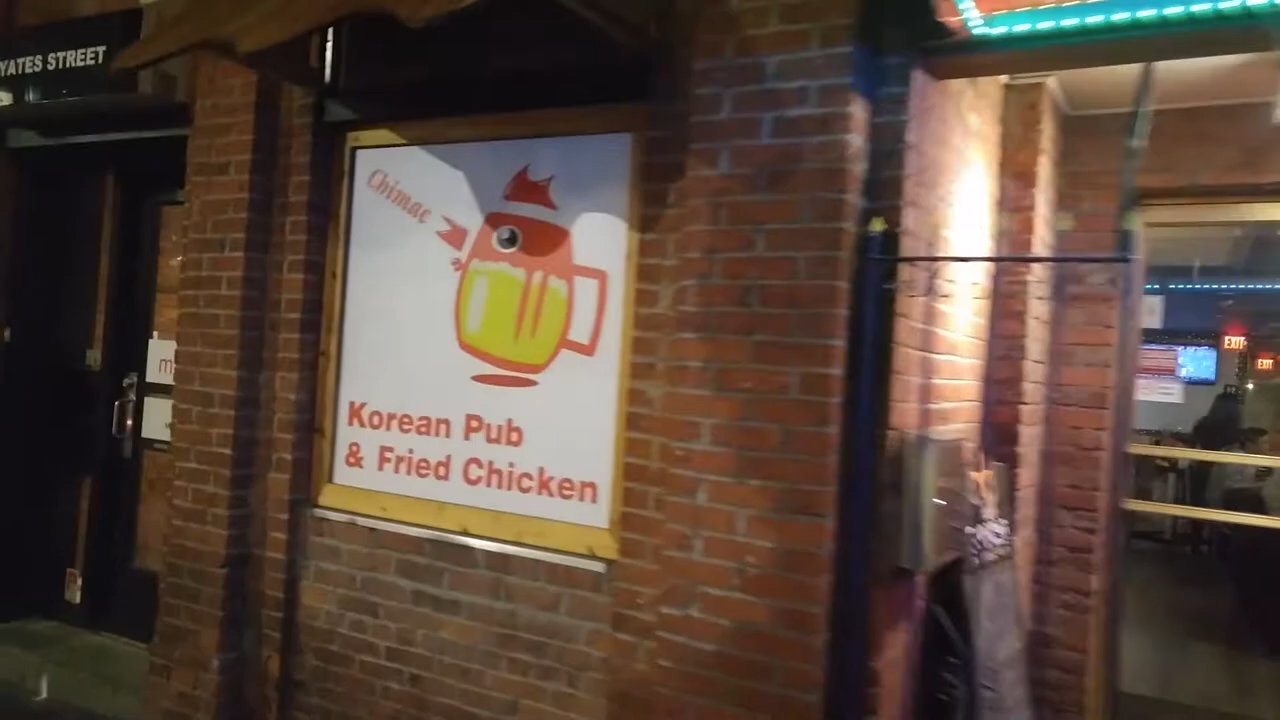 YATES STREET
Chimac
Korean Pub
& Fried Chicken
EXIT
EXIT